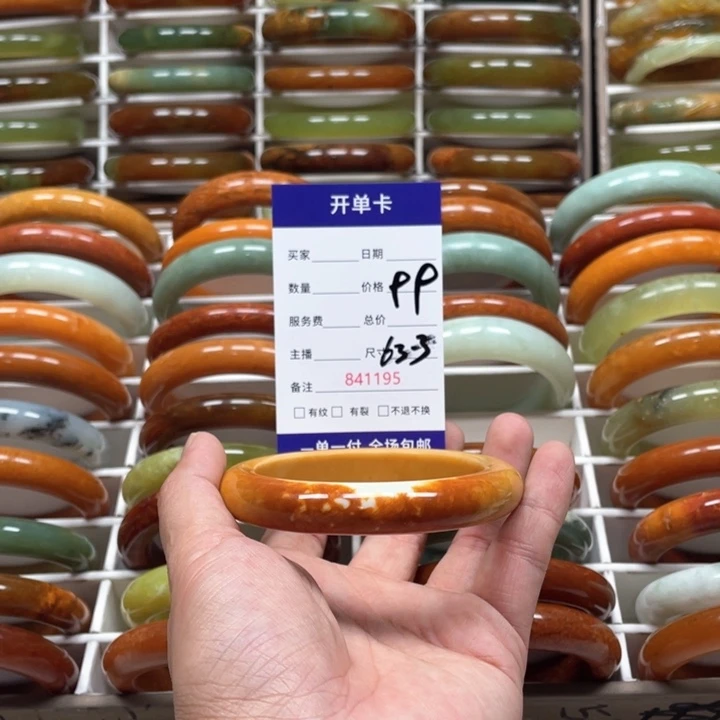 开单卡
买家 日期
数量 价格 99
服务费 总价
主播 尺寸 63-5
备注 841195
□有纹 □有裂 □不退不换
一单一付 全场包邮